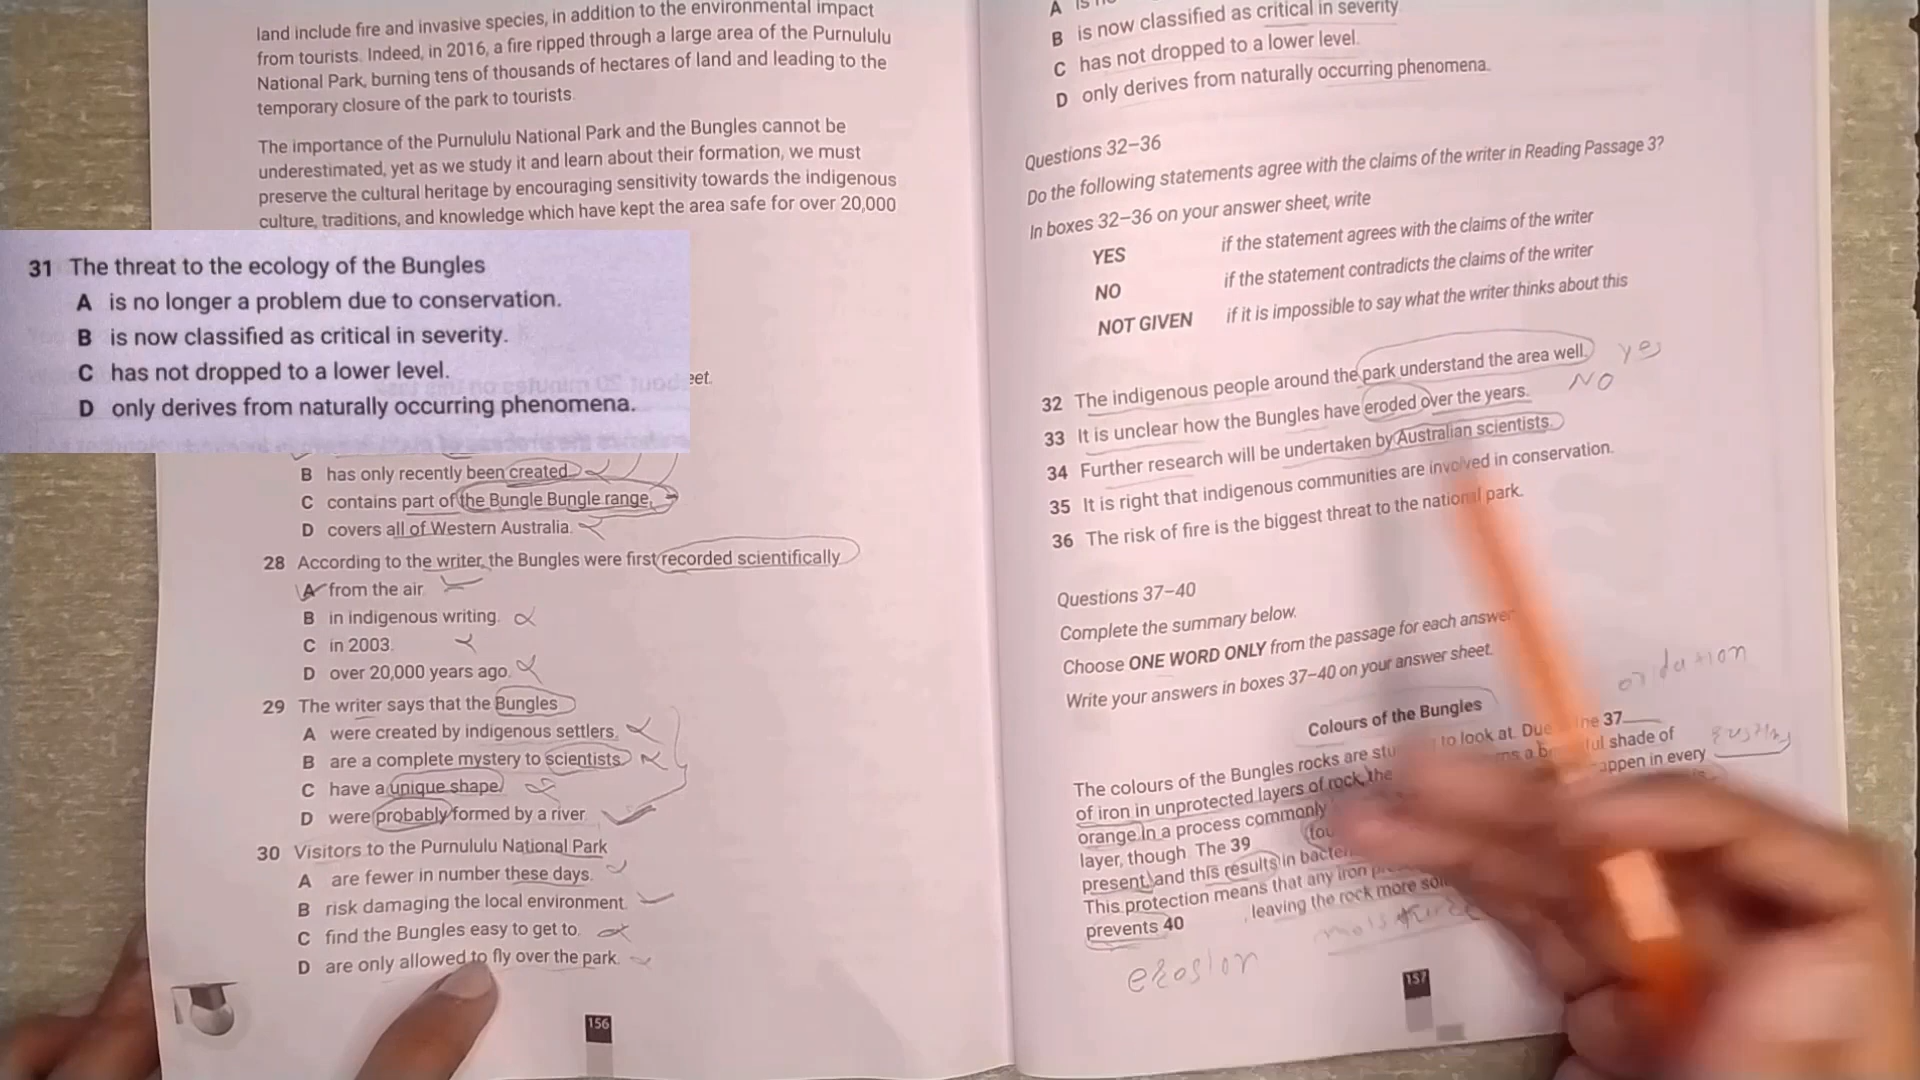 land include fire and invasive species, in addition to the environmental impact
from tourists. Indeed, in 2016, a fire ripped through a large area of the Purnululu
National Park, burning tens of thousands of hectares of land and leading to the
temporary closure of the park to tourists.
The importance of the Purnululu National Park and the Bungles cannot be
underestimated, yet as we study it and learn about their formation, we must
preserve the cultural heritage by encouraging sensitivity towards the indigenous
culture, traditions, and knowledge which have kept the area safe for over 20,000
31 The threat to the ecology of the Bungles
A is no longer a problem due to conservation.
B is now classified as critical in severity.
C has not dropped to a lower level.
D only derives from naturally occurring phenomena.
B has only recently been created.
C contains part of the Bungle Bungle range.
D covers all of Western Australia.
28 According to the writer, the Bungles were first recorded scientifically
A from the air.
B in indigenous writing.
C in 2003.
D over 20,000 years ago.
29 The writer says that the Bungles
A were created by indigenous settlers.
B are a complete mystery to scientists.
C have a unique shape.
D were probably formed by a river.
30 Visitors to the Purnululu National Park
A are fewer in number these days.
B risk damaging the local environment.
C find the Bungles easy to get to.
D are only allowed to fly over the park.
156
A
B is now classified as critical in severity.
C has not dropped to a lower level.
D only derives from naturally occurring phenomena.
Questions 32–36
Do the following statements agree with the claims of the writer in Reading Passage 3?
In boxes 32–36 on your answer sheet, write
YES if the statement agrees with the claims of the writer
NO if the statement contradicts the claims of the writer
NOT GIVEN if it is impossible to say what the writer thinks about this
32 The indigenous people around the park understand the area well. yes
33 It is unclear how the Bungles have eroded over the years. NO
34 Further research will be undertaken by Australian scientists.
35 It is right that indigenous communities are involved in conservation.
36 The risk of fire is the biggest threat to the national park.
Questions 37–40
Complete the summary below.
Choose ONE WORD ONLY from the passage for each answer
Write your answers in boxes 37–40 on your answer sheet.
Colours of the Bungles
The colours of the Bungles rocks are to look at. Due 37
of iron in unprotected layers of rock, the shade of
orange in a process commonly in every
layer, though. The 39
present, and this results in
This protection means that any iron
prevents 40 , leaving the rock more
erosion
157